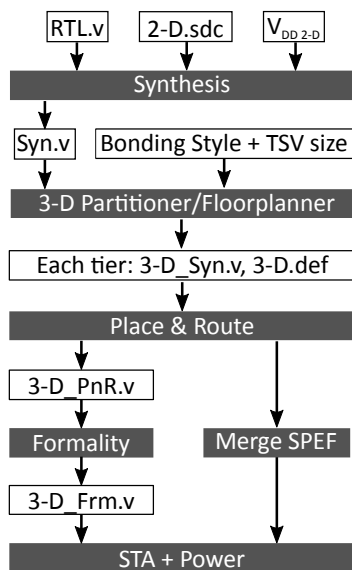 RTL.v 2-D.sdc V_DD 2-D
Synthesis
Syn.v Bonding Style + TSV size
3-D Partitioner/Floorplanner
Each tier: 3-D_Syn.v, 3-D.def
Place & Route
3-D_PnR.v
Formality Merge SPEF
3-D_Frm.v
STA + Power